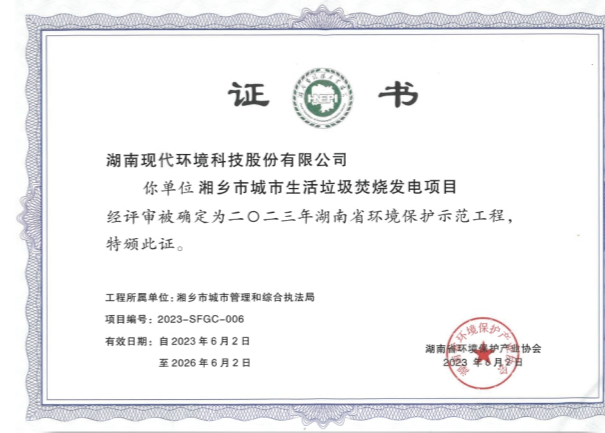 证 书
湖南现代环境科技股份有限公司
你单位 湘乡市城市生活垃圾焚烧发电项目
经评审被确定为二〇二三年湖南省环境保护示范工程,
特颁此证。
工程所属单位: 湘乡市城市管理和综合执法局
项目编号: 2023-SFGC-006
有效日期: 自 2023 年 6 月 2 日
至 2026 年 6 月 2 日
湖南省环境保护产业协会
2023 年 6 月 2 日